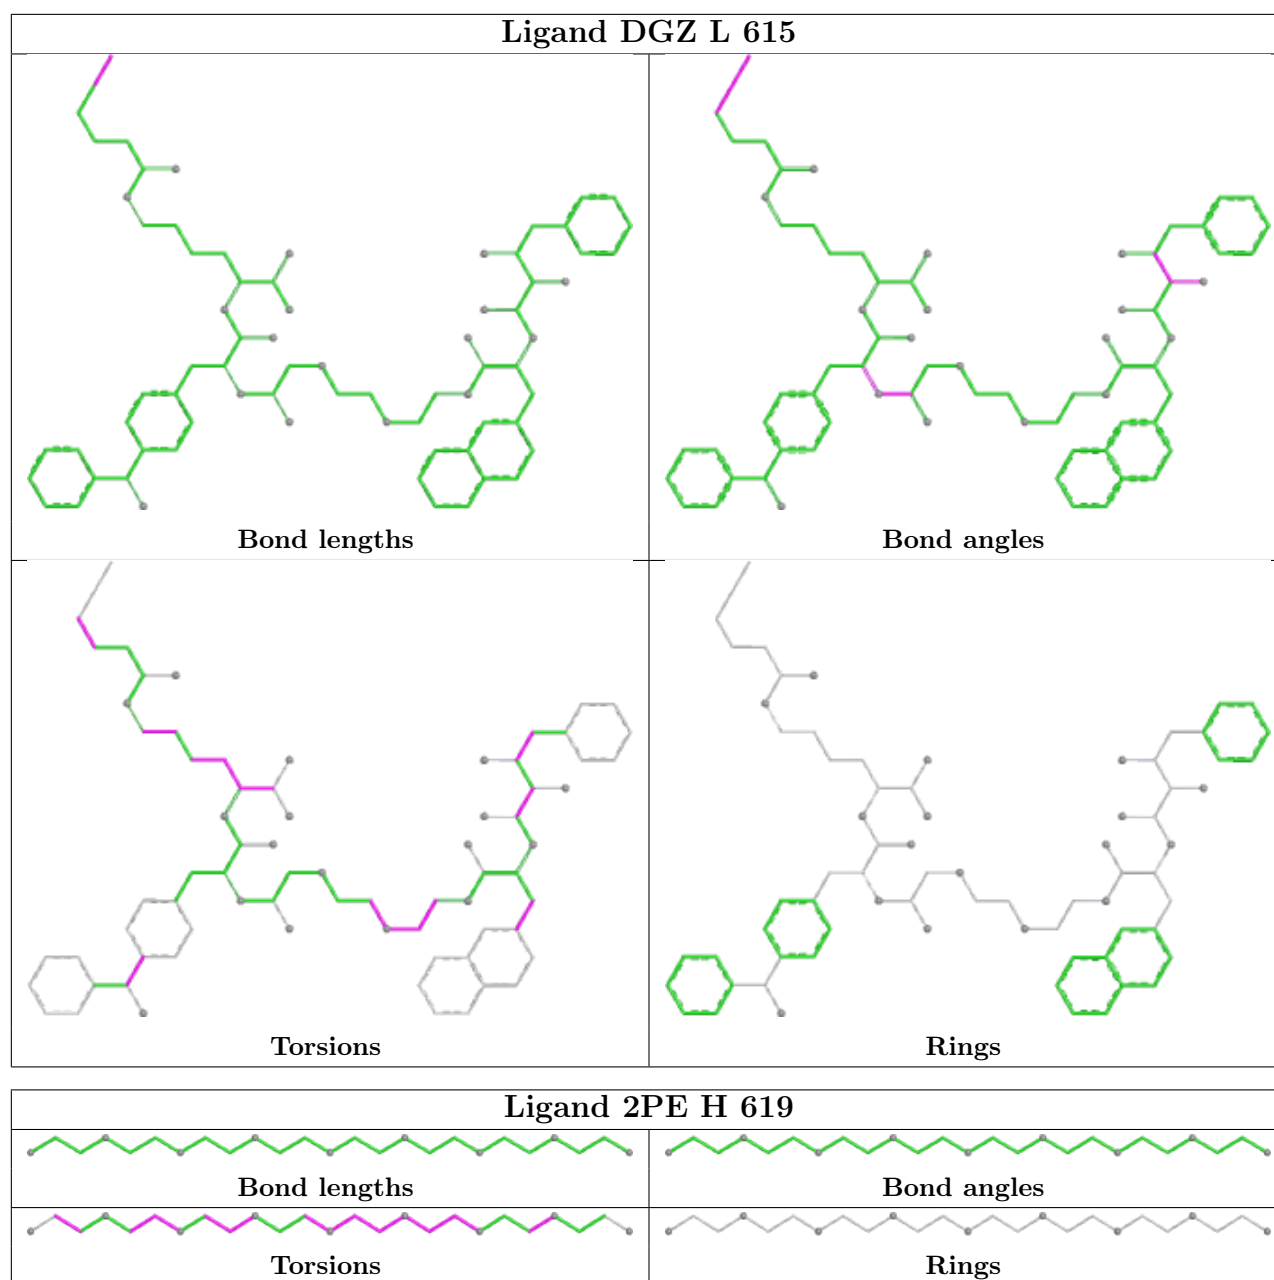 Ligand DGZ L 615
Bond lengths
Bond angles
Torsions
Rings
Ligand 2PE H 619
Bond lengths
Bond angles
Torsions
Rings